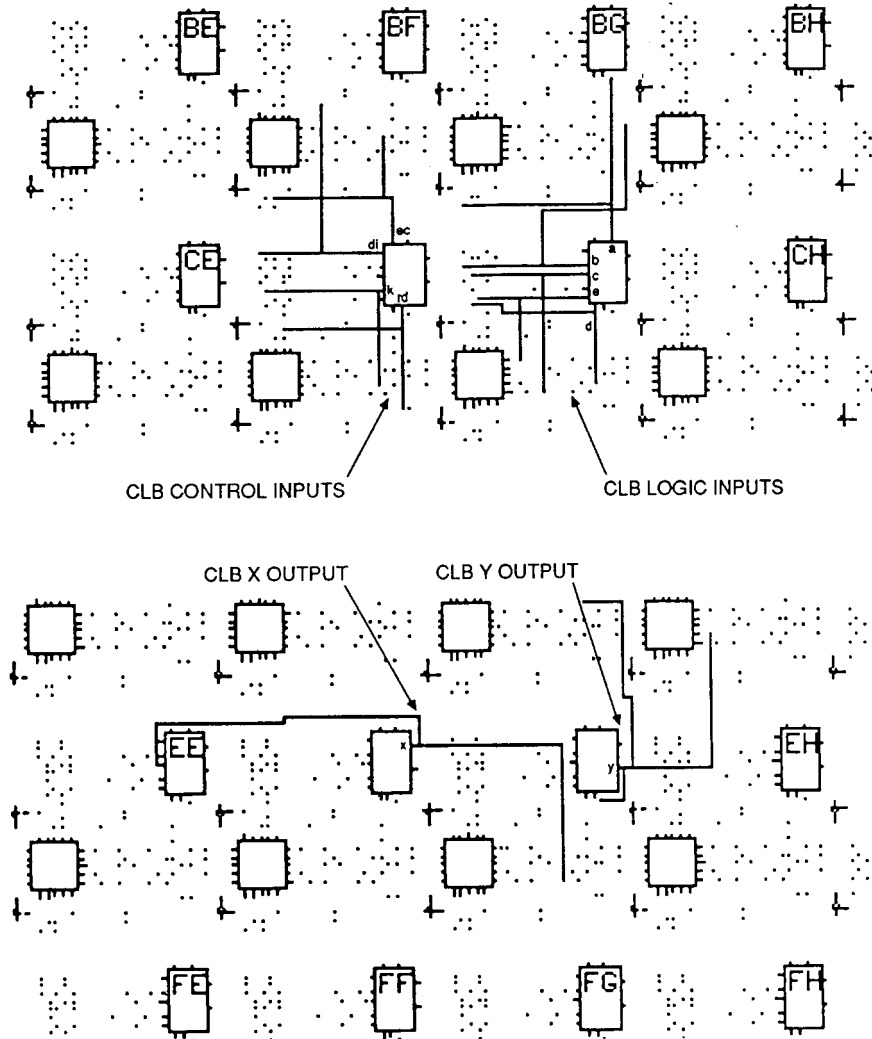 BE BF BG BH
ec
di
a
CE
b
CH
c
k
rd
e
d
CLB CONTROL INPUTS
CLB LOGIC INPUTS
CLB X OUTPUT
CLB Y OUTPUT
EE
x
EH
y
FE FF FG FH